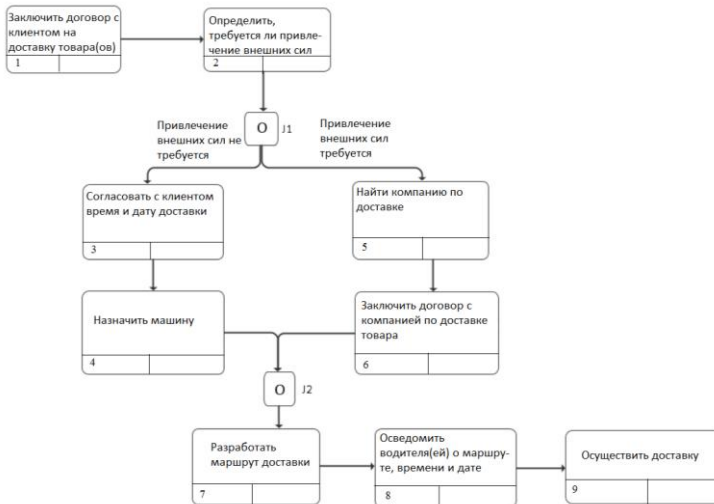 Заключить договор с
клиентом на
доставку товара(ов)
1
Определить,
требуется ли привле-
чение внешних сил
2
O
J1
Привлечение
внешних сил не
требуется
Привлечение
внешних сил
требуется
Согласовать с клиентом
время и дату доставки
3
Найти компанию по
доставке
5
Назначить машину
4
Заключить договор с
компанией по доставке
товара
6
O
J2
Разработать
маршрут доставки
7
Осведомить
водителя(ей) о маршру-
те, времени и дате
8
Осуществить доставку
9